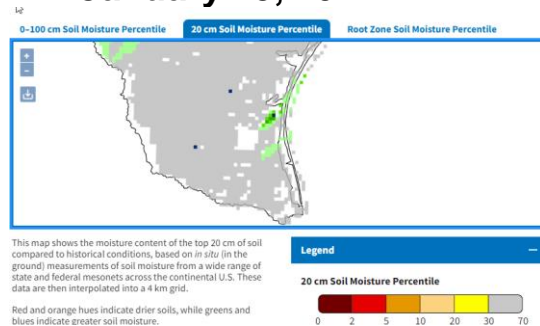 0–100 cm Soil Moisture Percentile
20 cm Soil Moisture Percentile
Root Zone Soil Moisture Percentile
+
−
This map shows the moisture content of the top 20 cm of soil
compared to historical conditions, based on in situ (in the
ground) measurements of soil moisture from a wide range of
state and federal mesonets across the continental U.S. These
data are then interpolated into a 4 km grid.
Red and orange hues indicate drier soils, while greens and
blues indicate greater soil moisture.
Legend
20 cm Soil Moisture Percentile
0 2 5 10 20 30 70